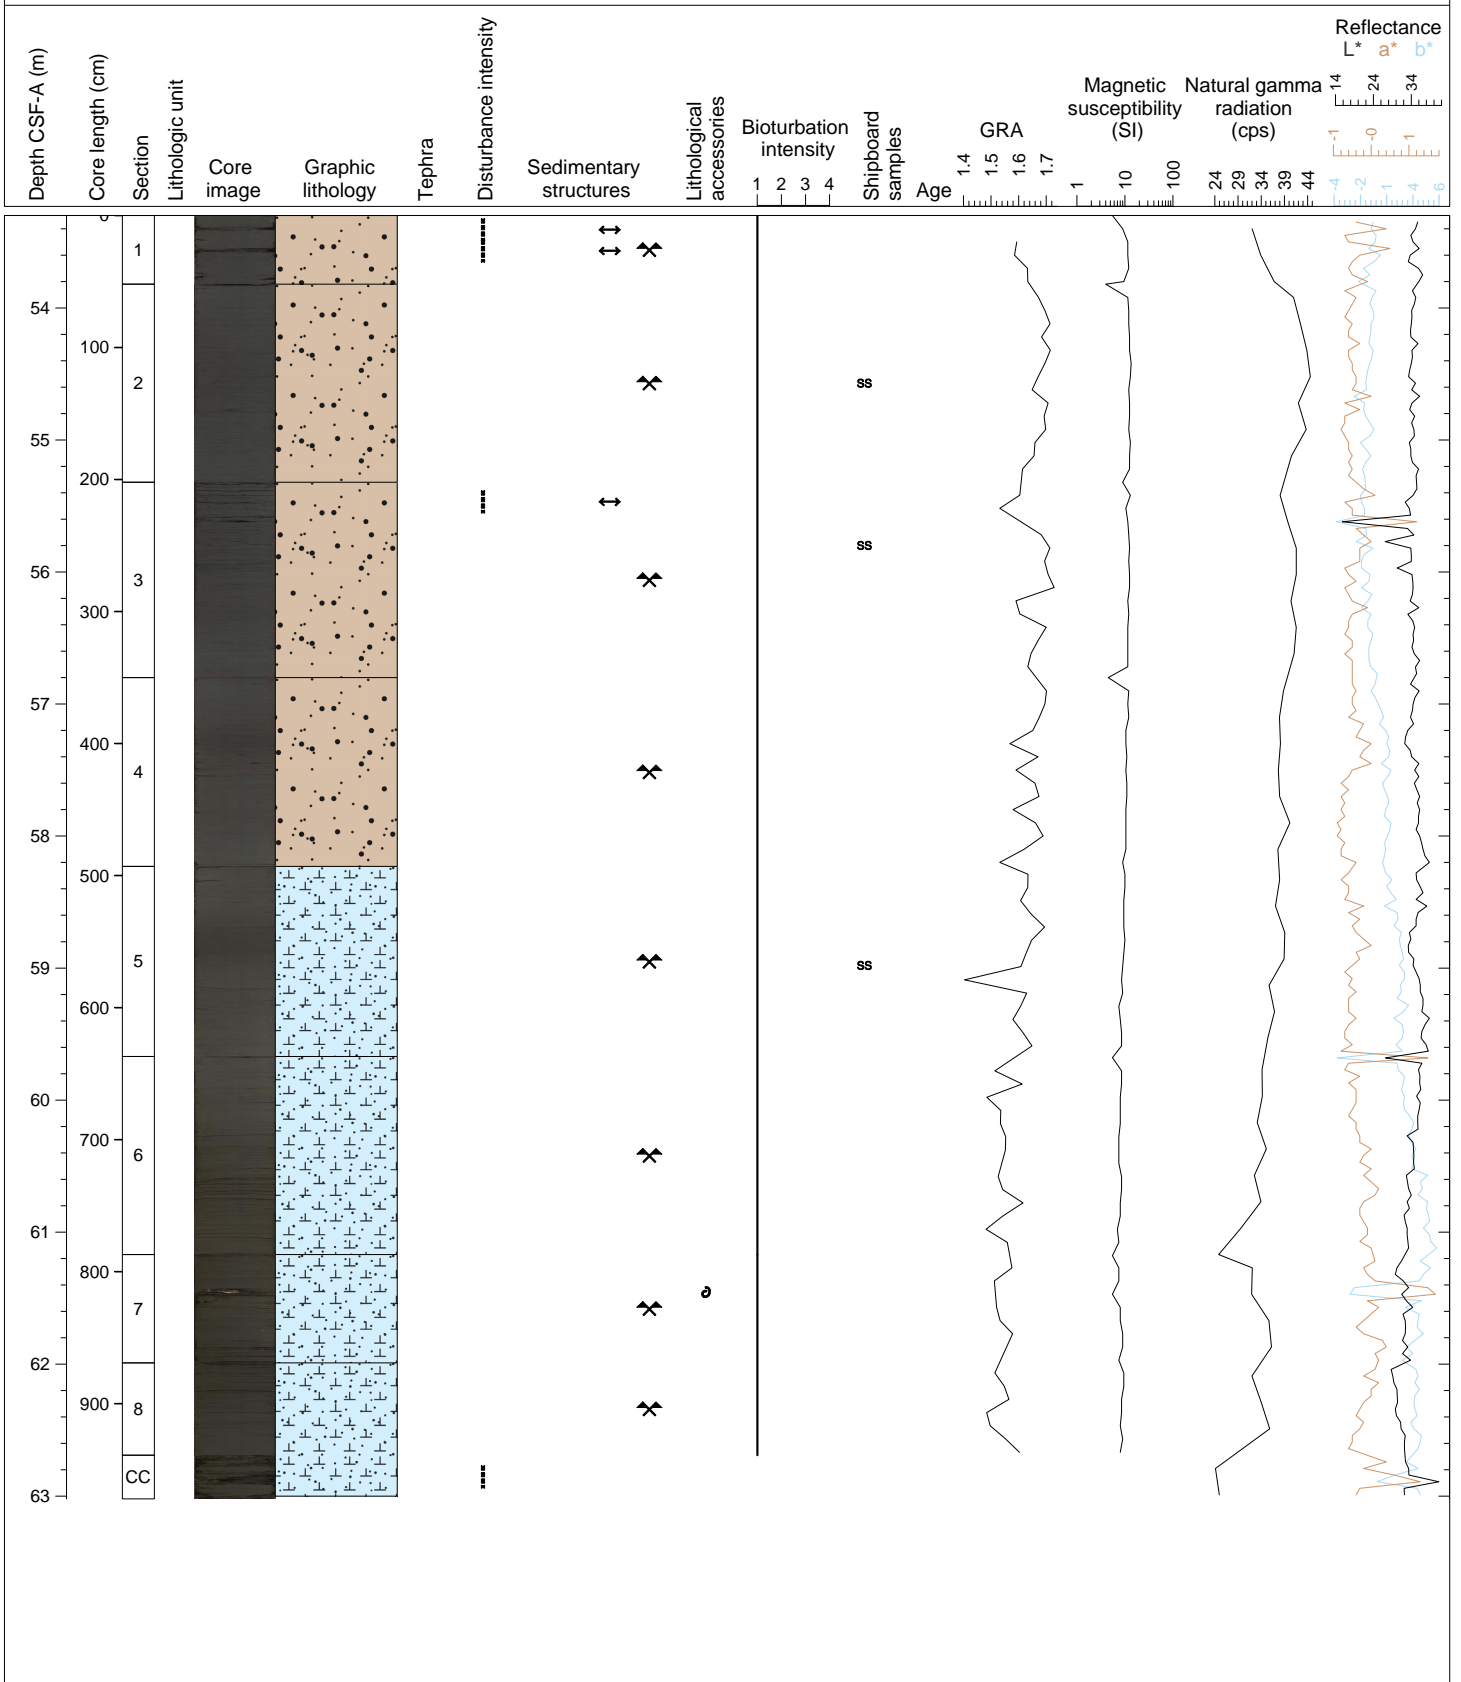 Depth CSF-A (m)
Core length (cm)
Section
Lithologic unit
Core
image
Graphic
lithology
Tephra
Disturbance intensity
Sedimentary
structures
Lithological
accessories
Bioturbation
intensity
1 2 3 4
Shipboard
samples
Age
GRA
1.4 1.5 1.6 1.7
Magnetic
susceptibility
(SI)
1 10 100
Natural gamma
radiation
(cps)
24 29 34 39 44
Reflectance
L* a* b*
14 24 34
-1 -0 1
-4 -2 1 4 6
0
1
54
100
2
ss
55
200
3
ss
56
300
57
400
4
58
500
5
ss
59
600
60
700
6
61
800
7
62
900
8
CC
63